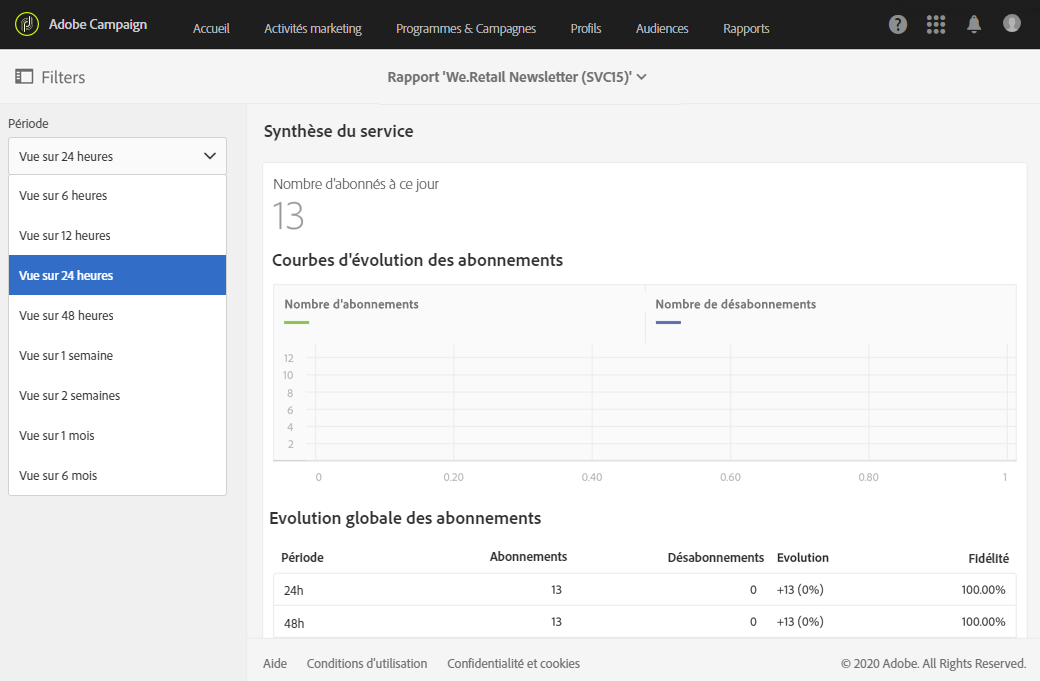 Adobe Campaign Accueil Activités marketing Programmes & Campagnes Profils Audiences Rapports ?
Filters Rapport 'We.Retail Newsletter (SVC15)'
Période
Vue sur 24 heures
Vue sur 6 heures
Vue sur 12 heures
Vue sur 24 heures
Vue sur 48 heures
Vue sur 1 semaine
Vue sur 2 semaines
Vue sur 1 mois
Vue sur 6 mois
Synthèse du service
Nombre d'abonnés à ce jour
13
Courbes d'évolution des abonnements
Nombre d'abonnements Nombre de désabonnements
12
10
8
6
4
2
0 0.20 0.40 0.60 0.80 1
Evolution globale des abonnements
Période Abonnements Désabonnements Evolution Fidélité
24h 13 0 +13 (0%) 100.00%
48h 13 0 +13 (0%) 100.00%
Aide Conditions d'utilisation Confidentialité et cookies © 2020 Adobe. All Rights Reserved.